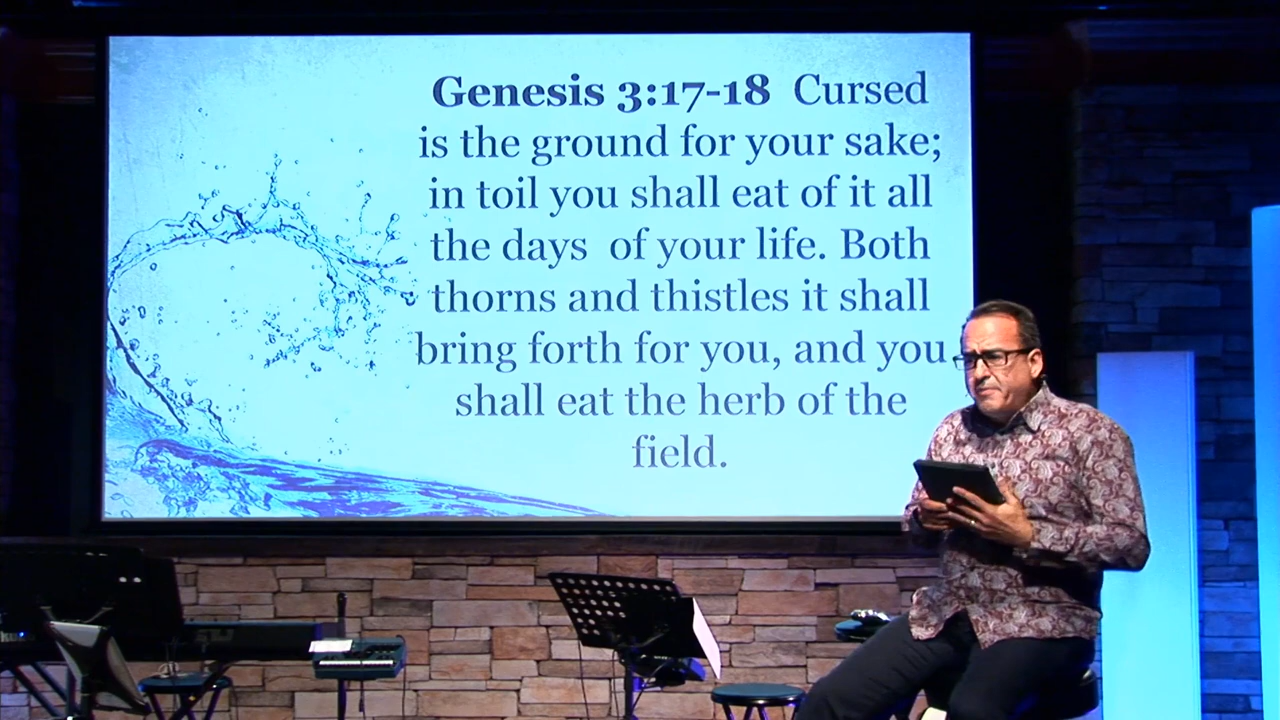 Genesis 3:17-18 Cursed
is the ground for your sake;
in toil you shall eat of it all
the days of your life. Both
thorns and thistles it shall
bring forth for you, and you
shall eat the herb of the
field.